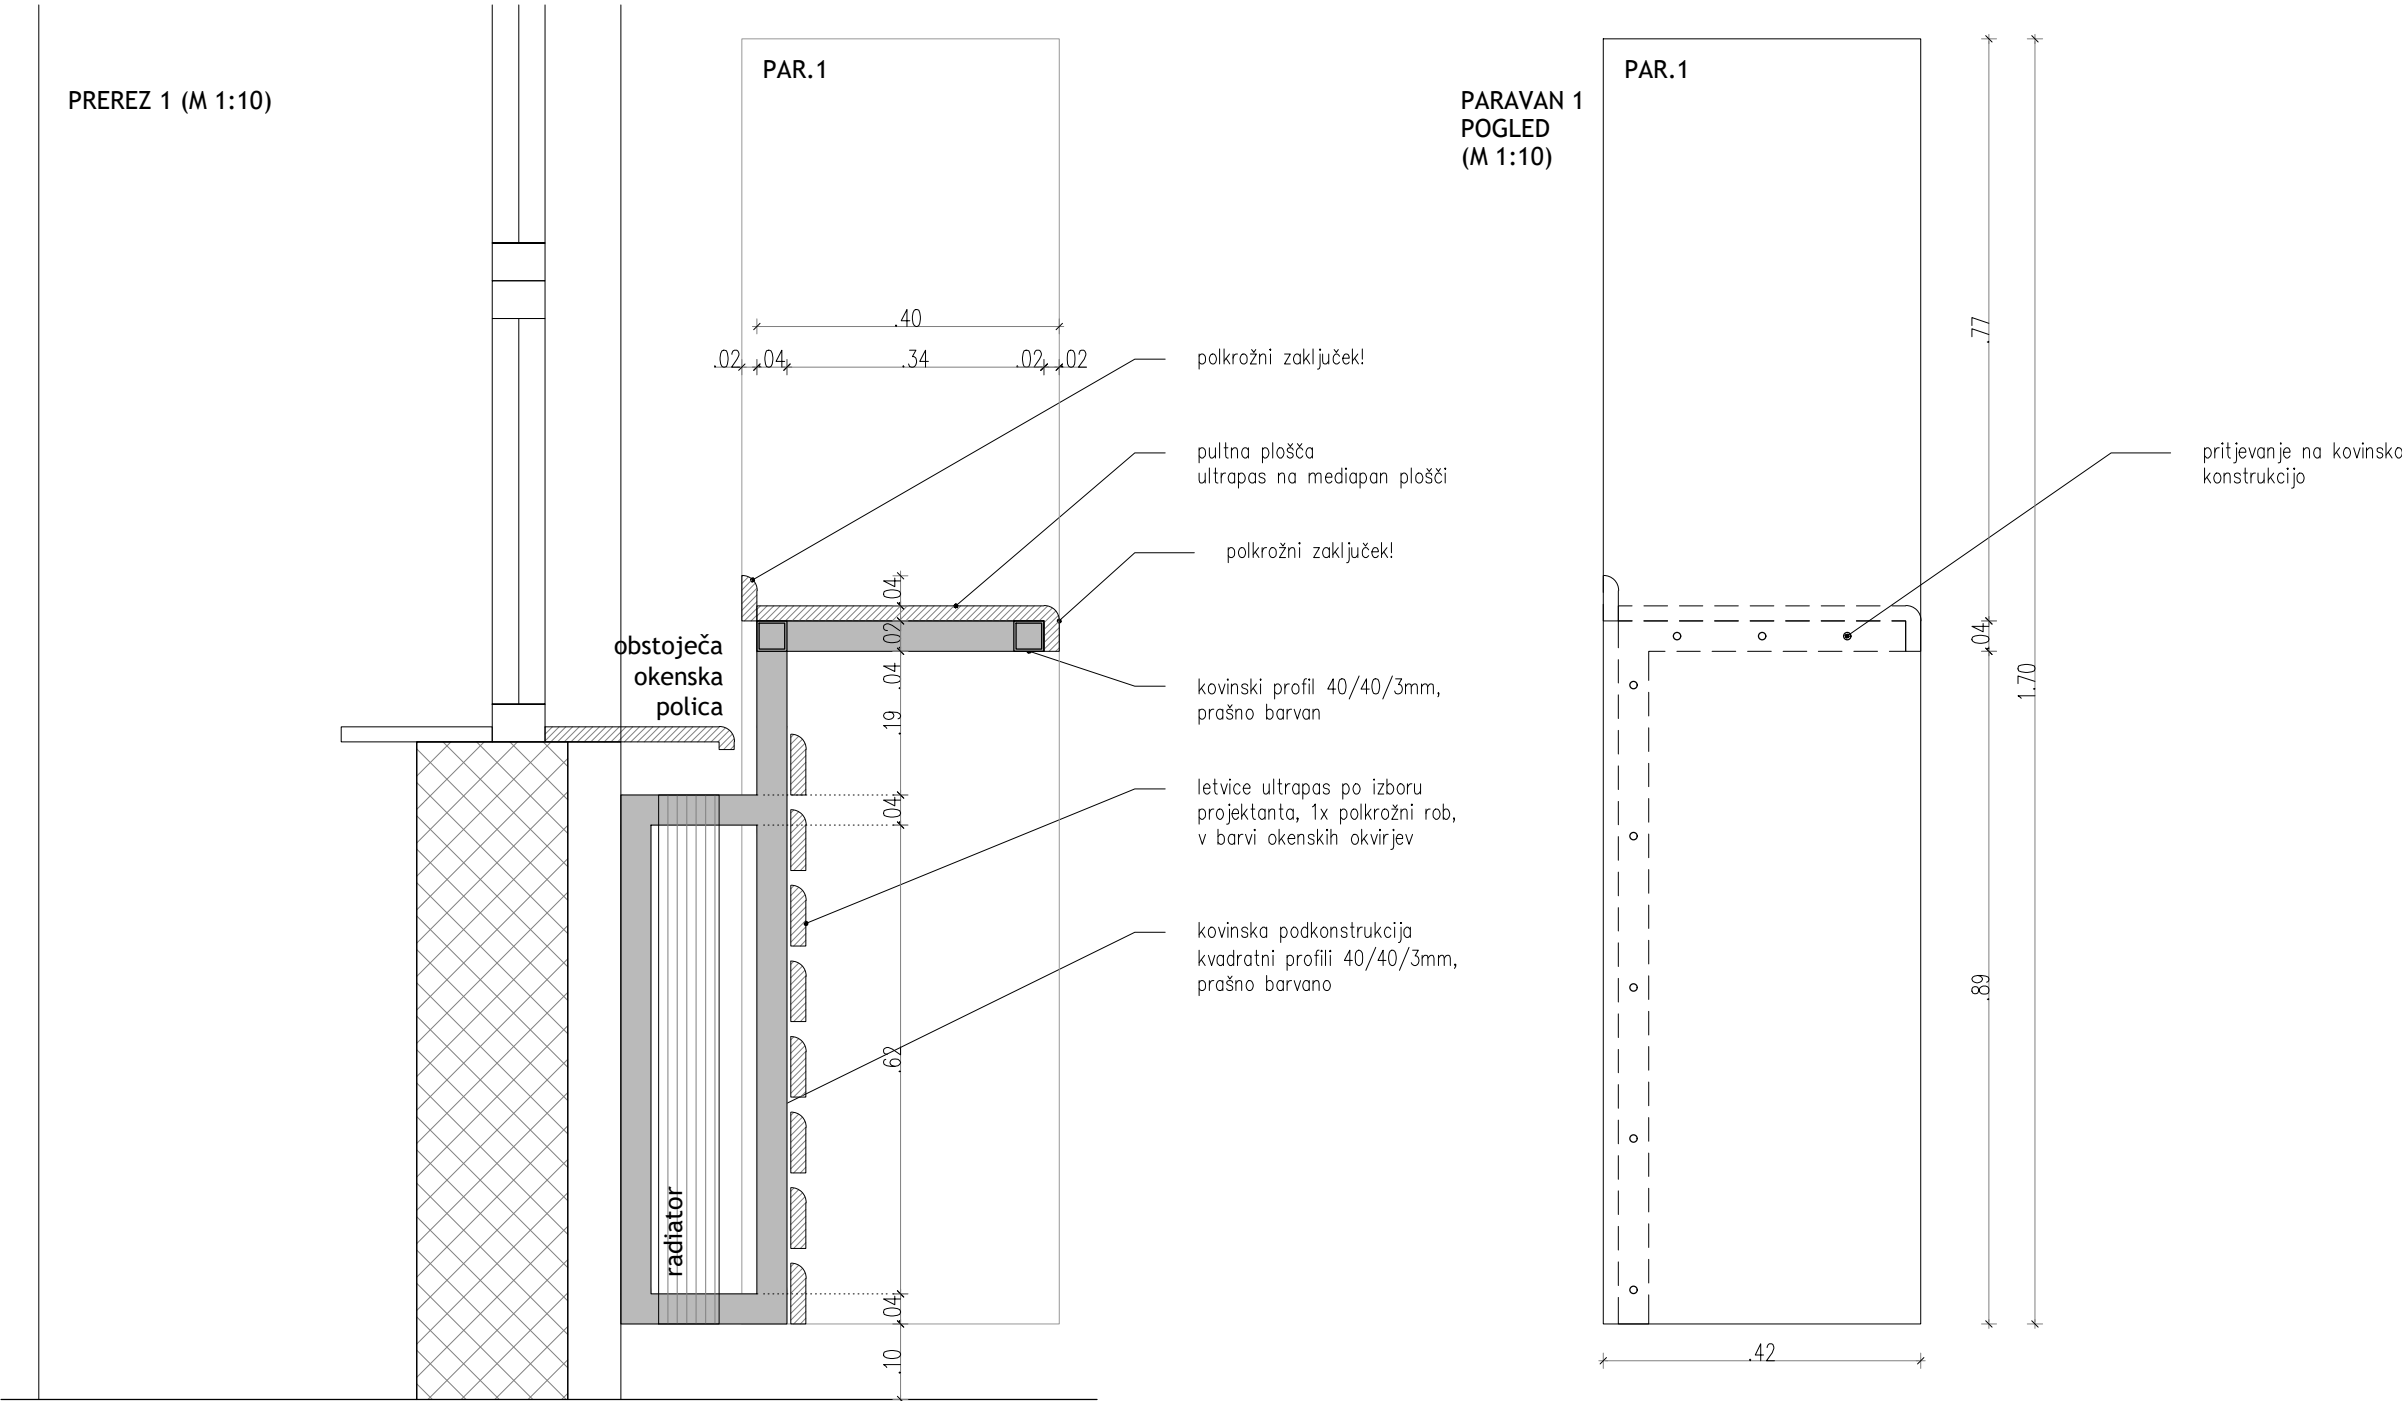 PREREZ 1 (M 1:10)
PAR.1
.40
.02 .04 .34 .02 .02
polkrožni zaključek!
pultna plošča
ultrapas na mediapan plošči
polkrožni zaključek!
.04
.02
.04
.19
.04
.62
.04
.10
obstoječa
okenska
polica
kovinski profil 40/40/3mm,
prašno barvan
letvice ultrapas po izboru
projektanta, 1x polkrožni rob,
v barvi okenskih okvirjev
kovinska podkonstrukcija
kvadratni profili 40/40/3mm,
prašno barvano
radiator
PARAVAN 1
POGLED
(M 1:10)
PAR.1
.77
.04
1.70
.89
.42
pritjevanje na kovinsko
konstrukcijo